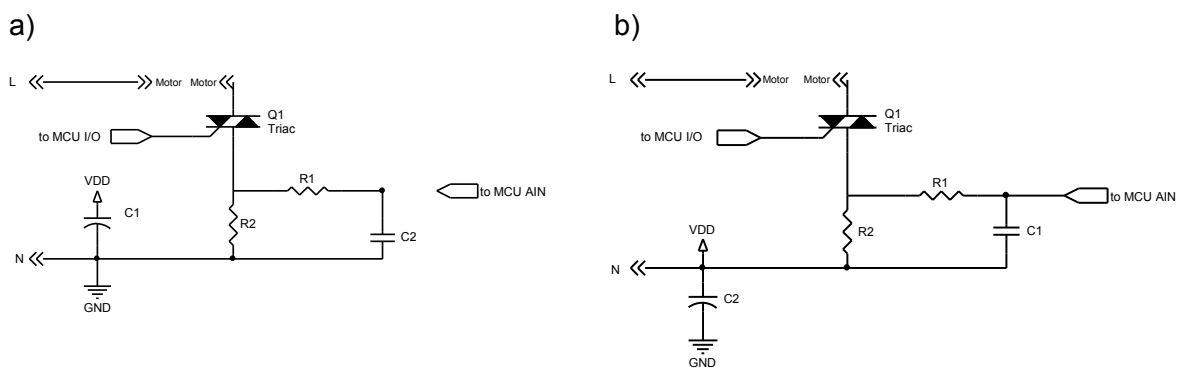 a)
L
Motor
Motor
Q1
Triac
to MCU I/O
R1
VDD
to MCU AIN
C1
R2
C2
N
GND
b)
L
Motor
Motor
Q1
Triac
to MCU I/O
R1
to MCU AIN
R2
C1
VDD
N
C2
GND